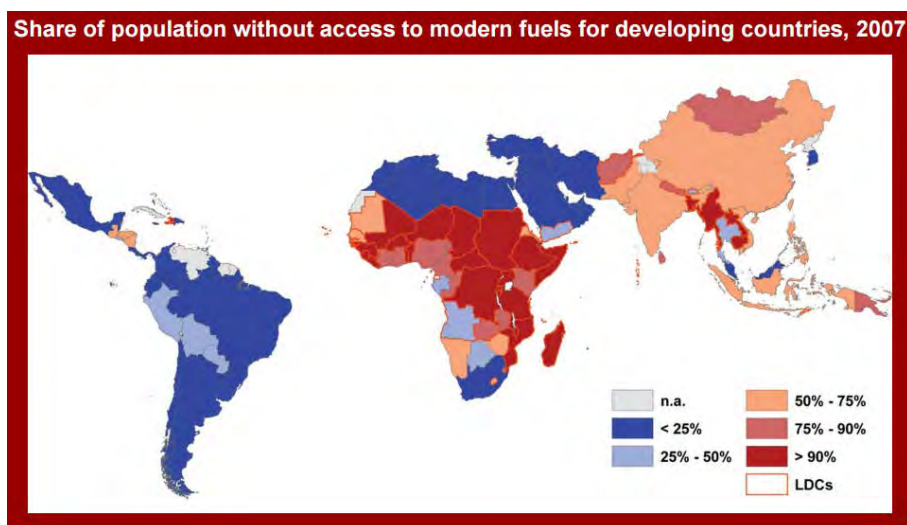 Share of population without access to modern fuels for developing countries, 2007
n.a.
< 25%
25% - 50%
50% - 75%
75% - 90%
> 90%
LDCs